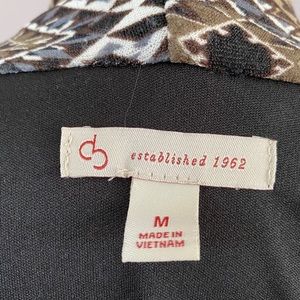 cb established 1962
M
MADE IN
VIETNAM